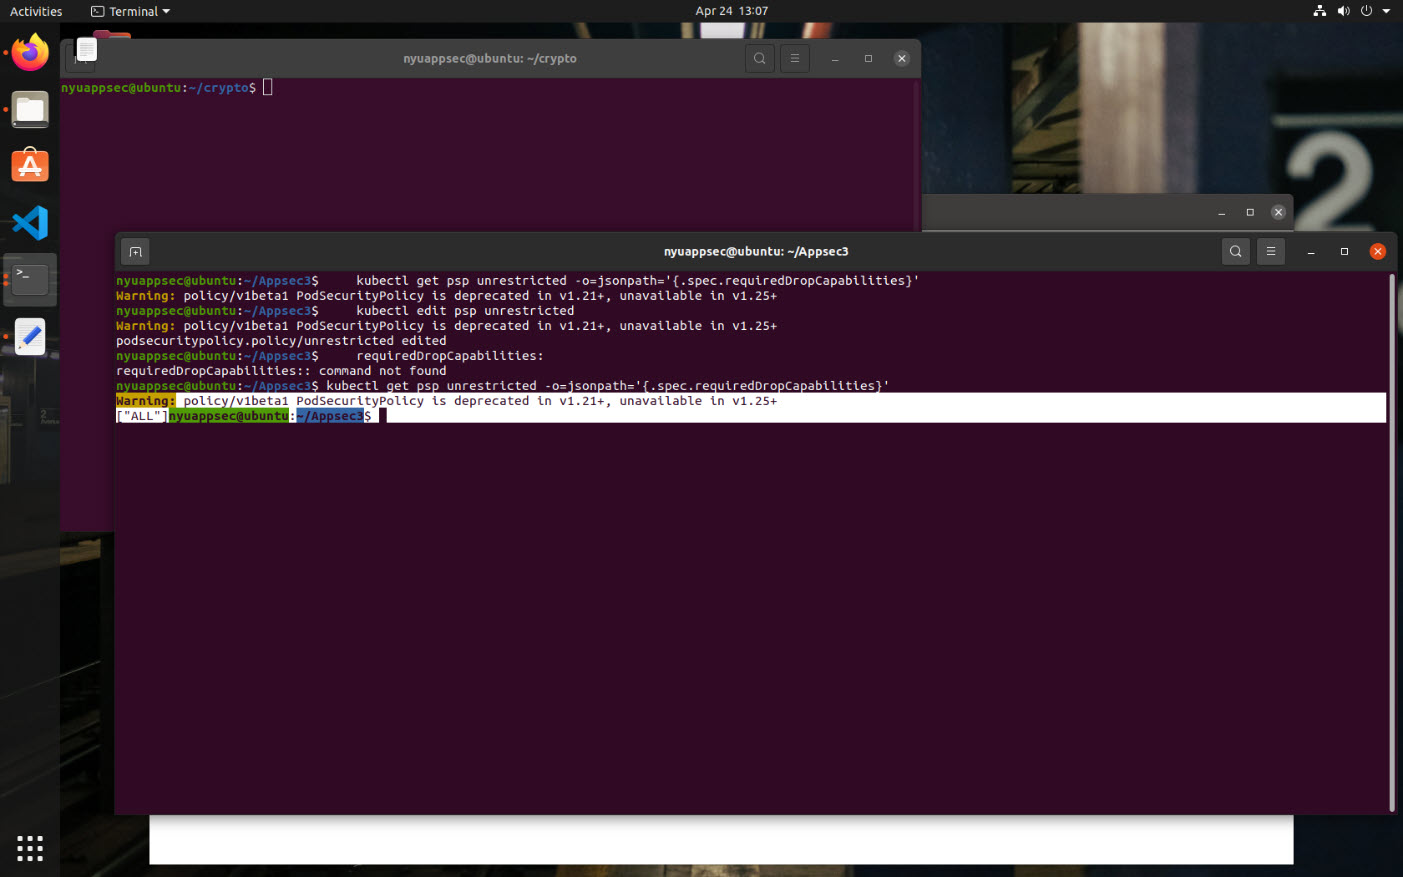 Activities
Terminal
Apr 24 13:07
nyuappsec@ubuntu: ~/crypto
nyuappsec@ubuntu:~/crypto$
2
nyuappsec@ubuntu: ~/Appsec3
nyuappsec@ubuntu:~/Appsec3$     kubectl get psp unrestricted -o=jsonpath='{.spec.requiredDropCapabilities}'
Warning: policy/v1beta1 PodSecurityPolicy is deprecated in v1.21+, unavailable in v1.25+
nyuappsec@ubuntu:~/Appsec3$     kubectl edit psp unrestricted
Warning: policy/v1beta1 PodSecurityPolicy is deprecated in v1.21+, unavailable in v1.25+
podsecuritypolicy.policy/unrestricted edited
nyuappsec@ubuntu:~/Appsec3$     requiredDropCapabilities:
requiredDropCapabilities:: command not found
nyuappsec@ubuntu:~/Appsec3$ kubectl get psp unrestricted -o=jsonpath='{.spec.requiredDropCapabilities}'
Warning: policy/v1beta1 PodSecurityPolicy is deprecated in v1.21+, unavailable in v1.25+
["ALL"]nyuappsec@ubuntu:~/Appsec3$